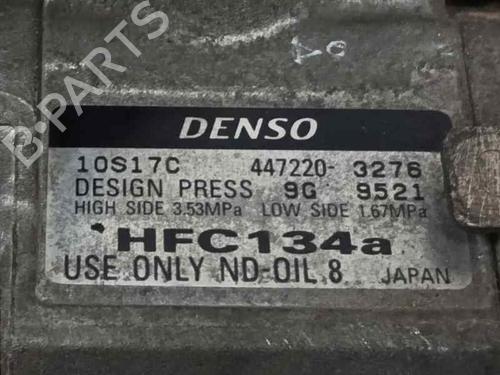 B-PARTS
DENSO
10S17C 447220-3276
DESIGN PRESS 9G 9521
HIGH SIDE 3.53MPa LOW SIDE 1.67MPa
HFC134a
USE ONLY ND-OIL 8 JAPAN